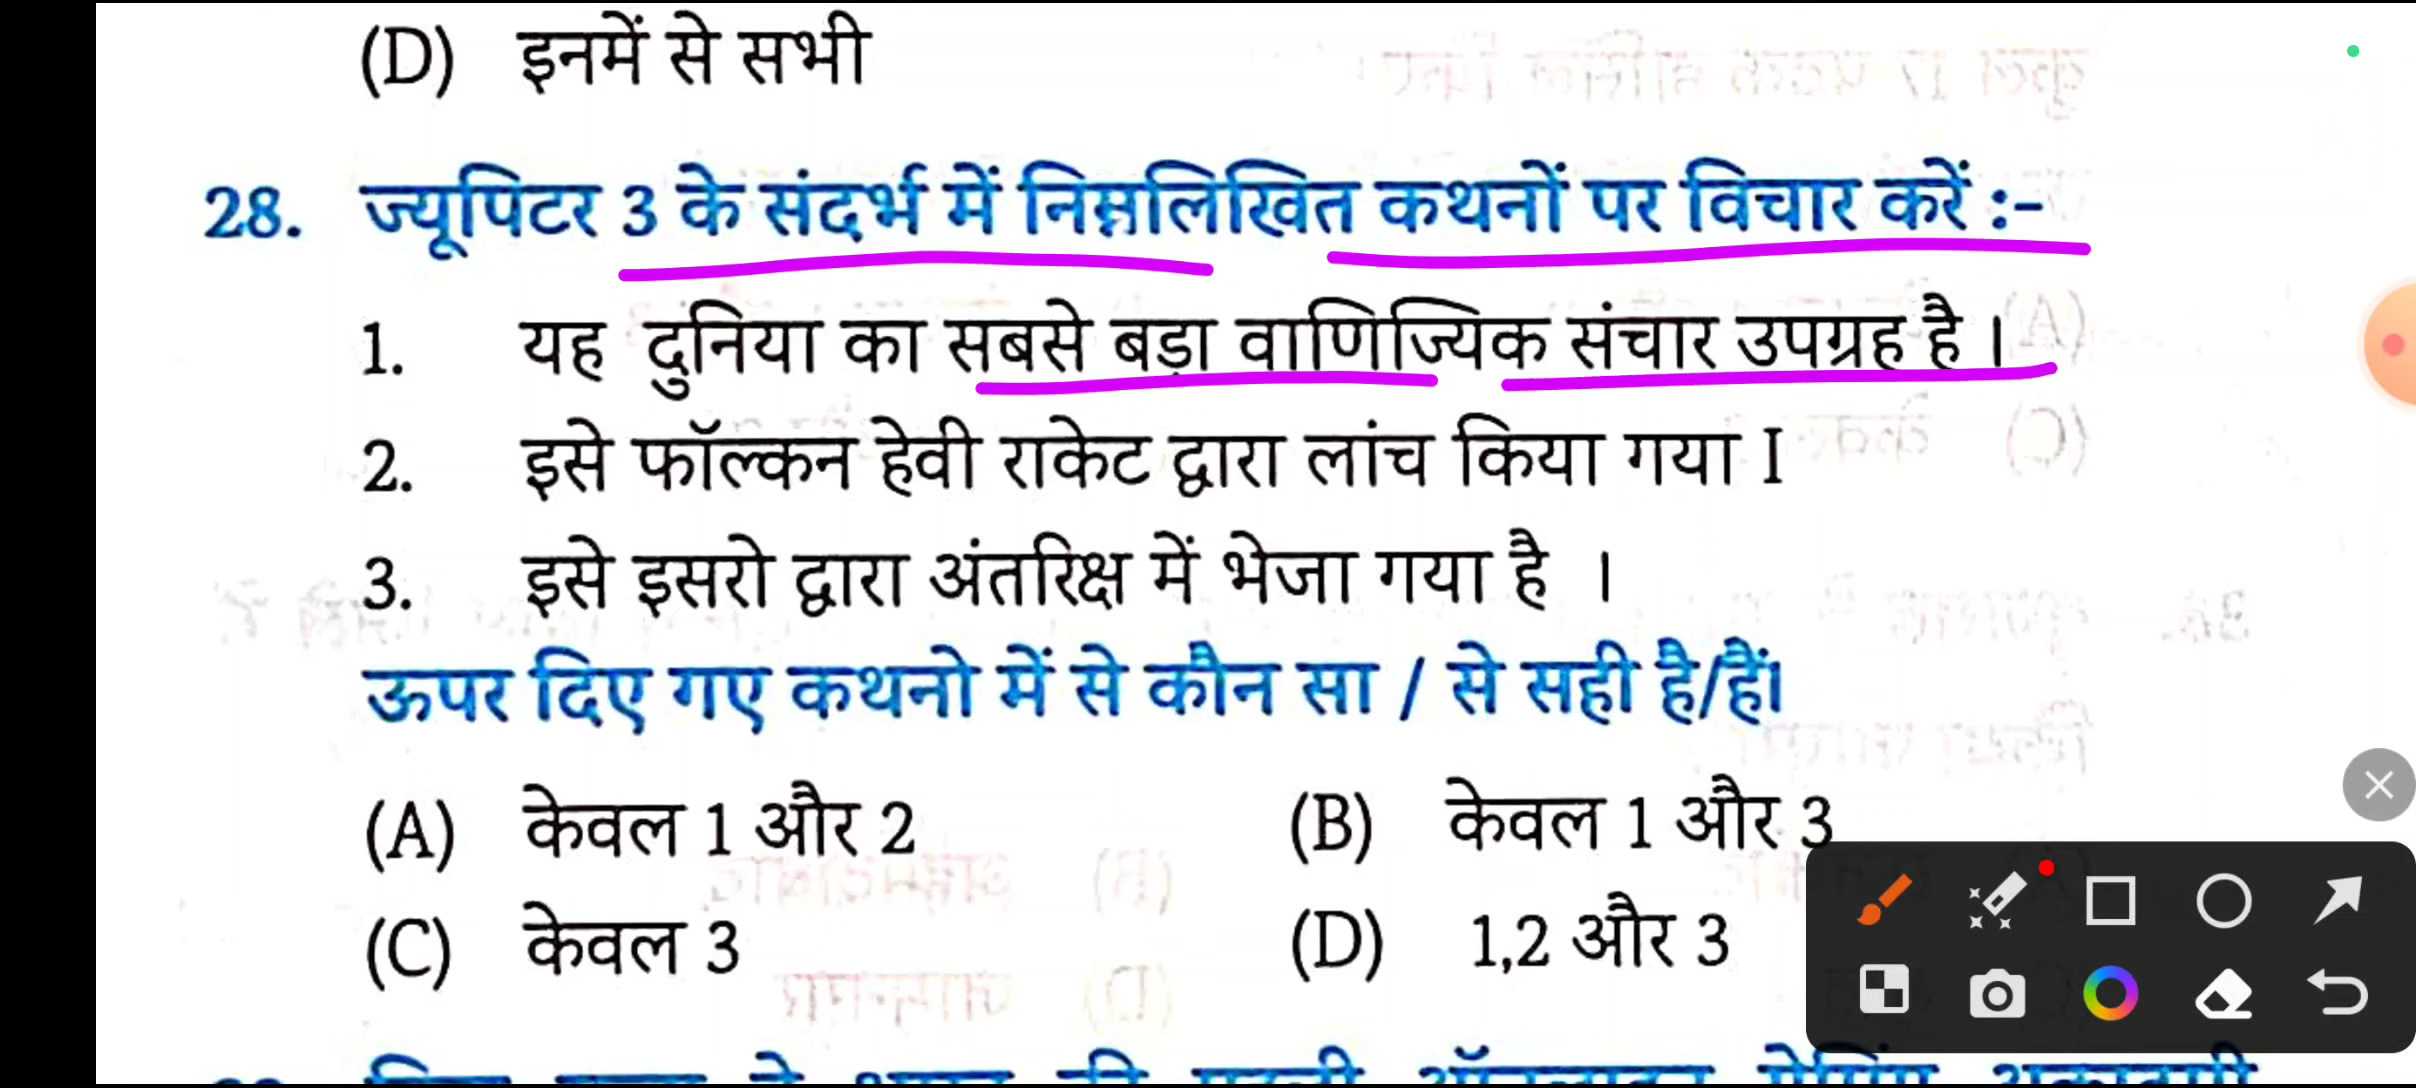 (D) इनमें से सभी
28. ज्यूपिटर 3 के संदर्भ में निम्नलिखित कथनों पर विचार करें :-
1. यह दुनिया का सबसे बड़ा वाणिज्यिक संचार उपग्रह है ।
2. इसे फॉल्कन हेवी राकेट द्वारा लांच किया गया I
3. इसे इसरो द्वारा अंतरिक्ष में भेजा गया है ।
ऊपर दिए गए कथनो में से कौन सा / से सही है/हैं।
(A) केवल 1 और 2 (B) केवल 1 और 3
(C) केवल 3 (D) 1,2 और 3